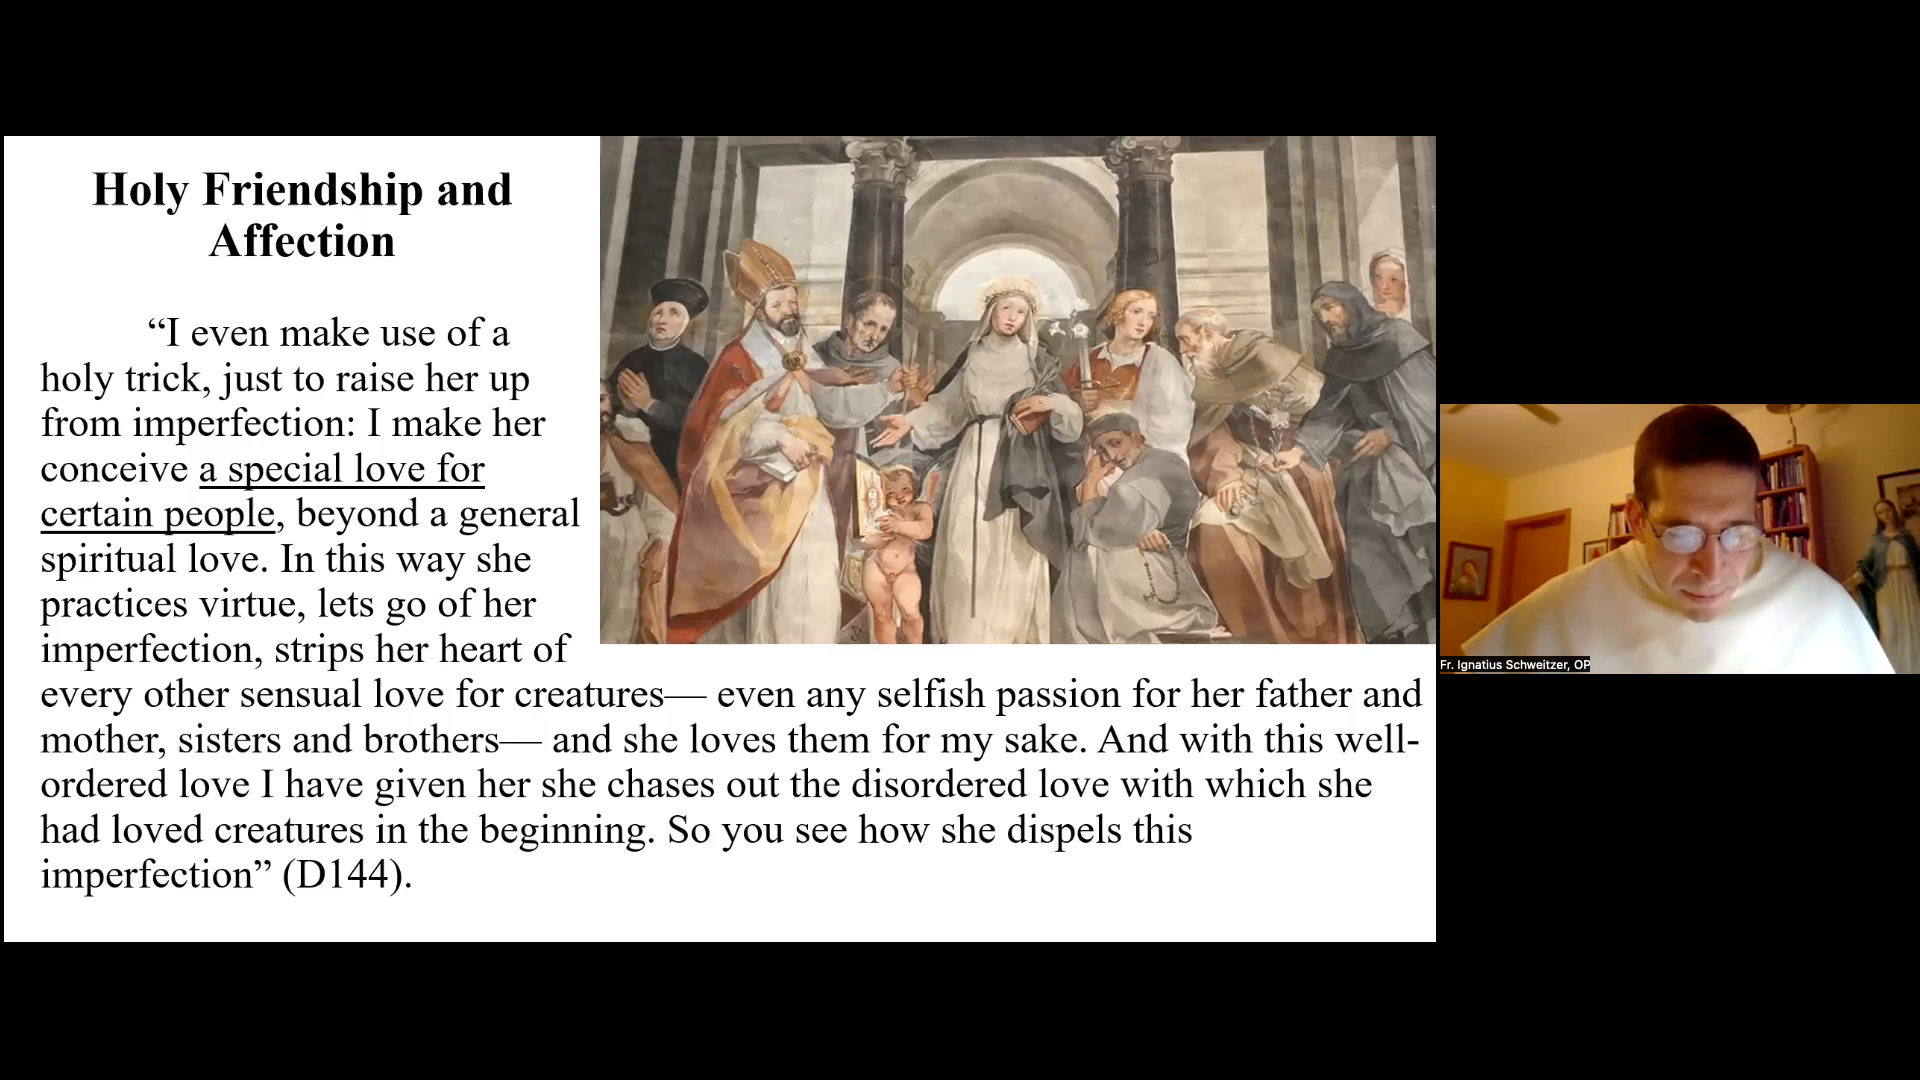 Holy Friendship and
Affection
“I even make use of a
holy trick, just to raise her up
from imperfection: I make her
conceive a special love for
certain people, beyond a general
spiritual love. In this way she
practices virtue, lets go of her
imperfection, strips her heart of
every other sensual love for creatures— even any selfish passion for her father and
mother, sisters and brothers— and she loves them for my sake. And with this well-
ordered love I have given her she chases out the disordered love with which she
had loved creatures in the beginning. So you see how she dispels this
imperfection” (D144).
Fr. Ignatius Schweitzer, OP